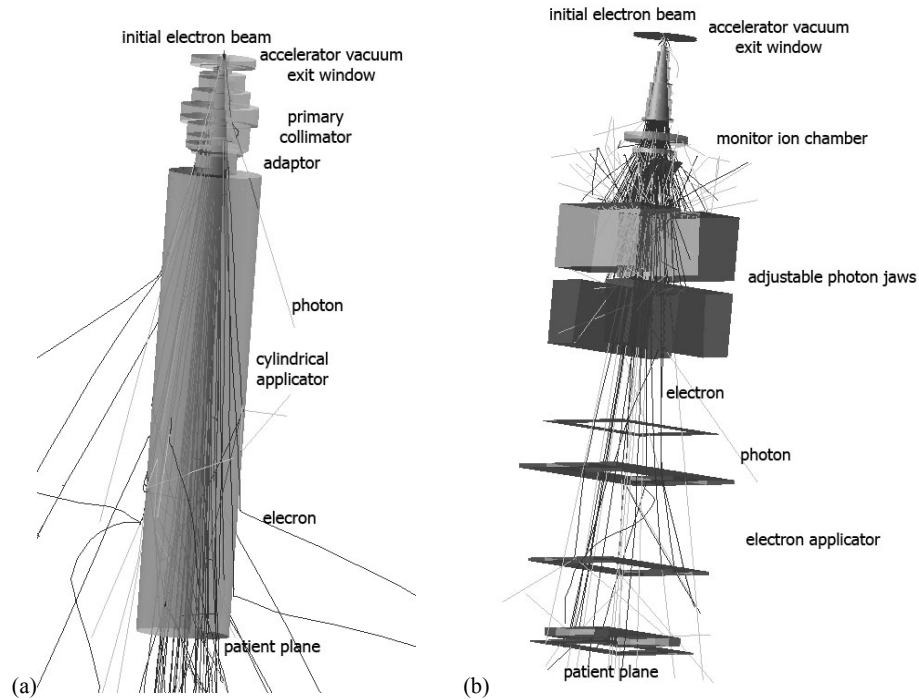 initial electron beam
accelerator vacuum
exit window
primary
collimator
adaptor
photon
cylindrical
applicator
elecron
patient plane
(a)
initial electron beam
accelerator vacuum
exit window
monitor ion chamber
adjustable photon jaws
electron
photon
electron applicator
patient plane
(b)